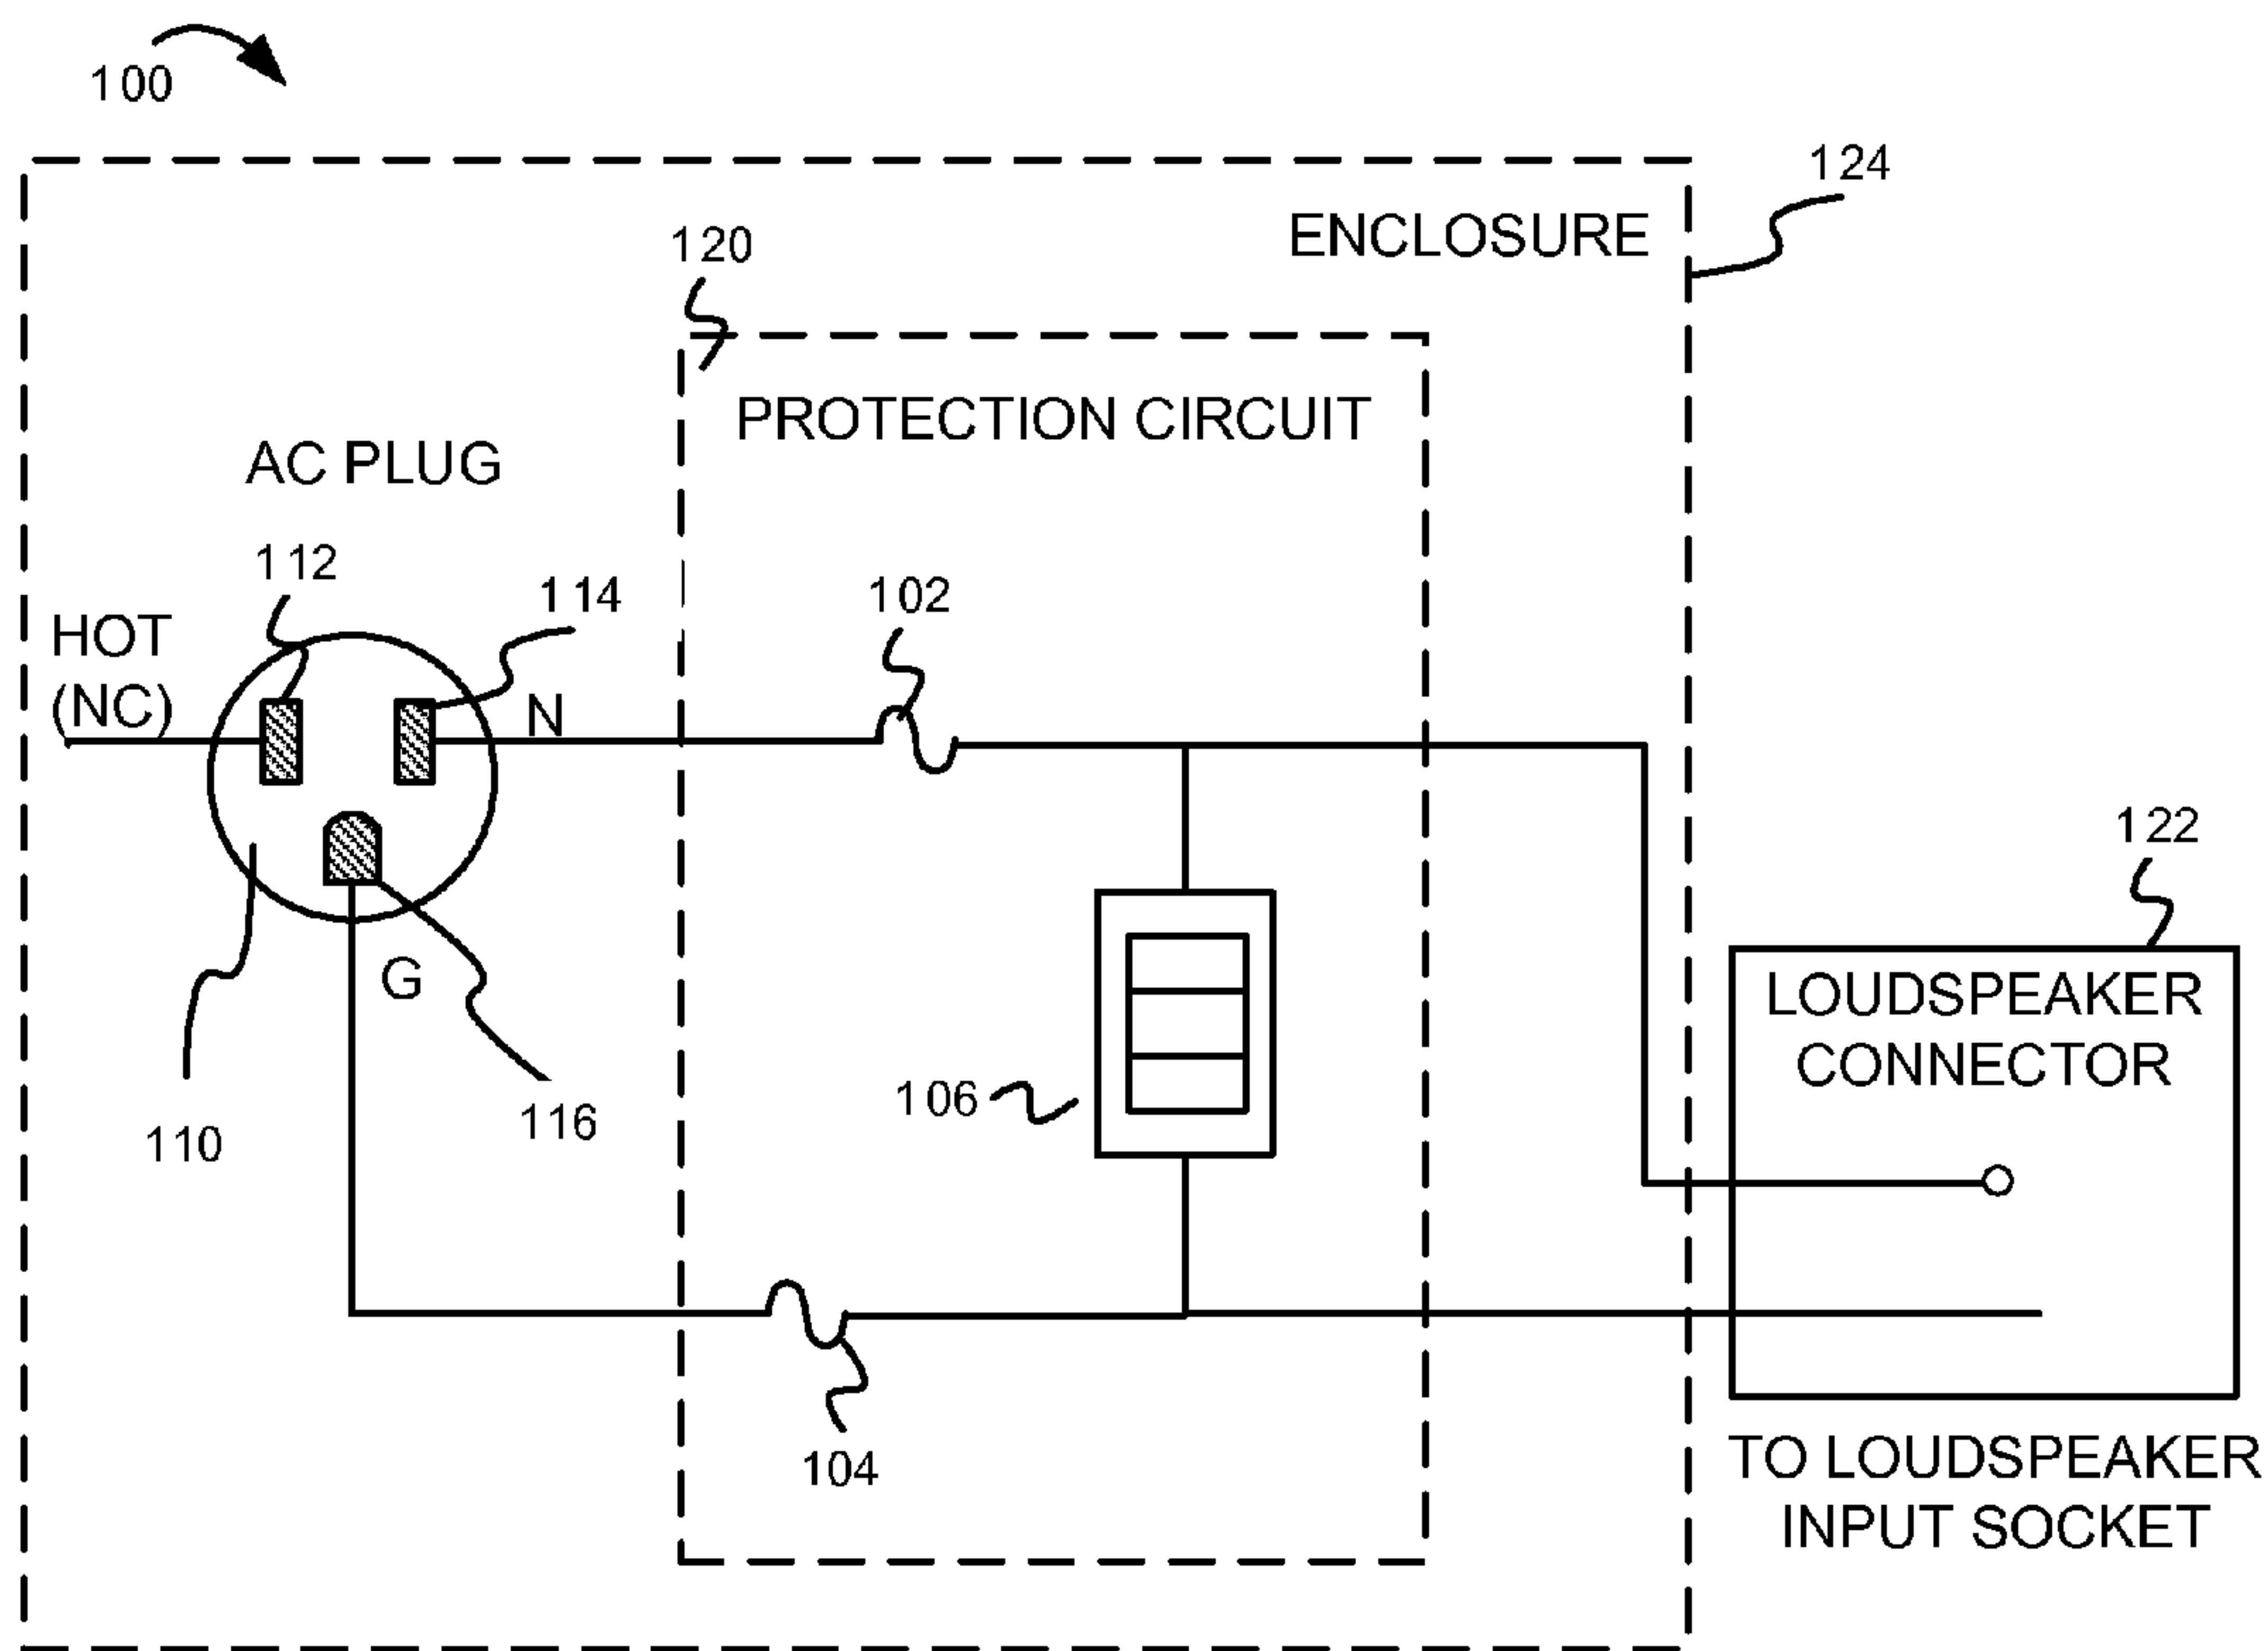 100
124
ENCLOSURE
120
PROTECTION CIRCUIT
AC PLUG
112
114
102
HOT
(NC)
N
122
G
LOUDSPEAKER
CONNECTOR
106
116
110
104
TO LOUDSPEAKER
INPUT SOCKET